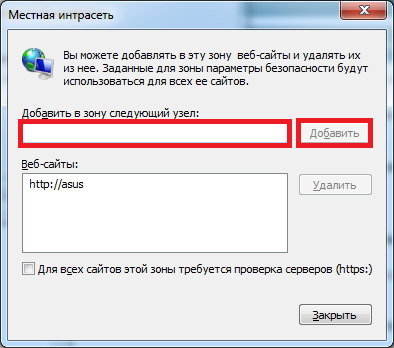 Местная интрасеть
Вы можете добавлять в эту зону веб-сайты и удалять их
из нее. Заданные для зоны параметры безопасности будут
использоваться для всех ее сайтов.
Добавить в зону следующий узел:
Добавить
Веб-сайты:
http://asus
Удалить
Для всех сайтов этой зоны требуется проверка серверов (https:)
Закрыть